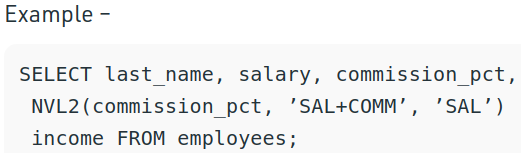 Example –
SELECT last_name, salary, commission_pct,
NVL2(commission_pct, ’SAL+COMM’, ’SAL’)
income FROM employees;